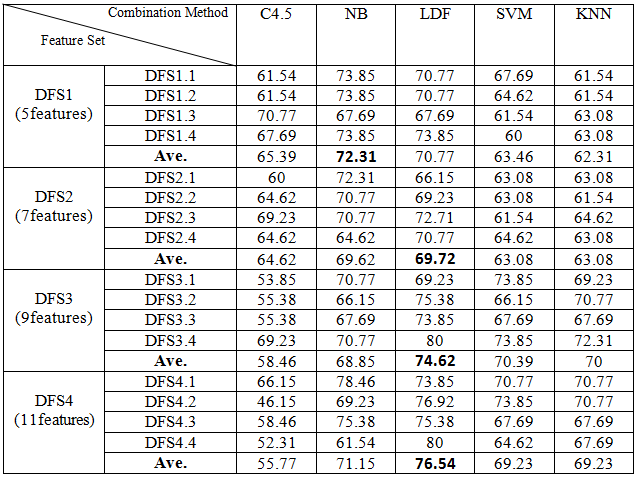 Combination Method C4.5 NB LDF SVM KNN
Feature Set
DFS1 (5features) DFS1.1 61.54 73.85 70.77 67.69 61.54
DFS1.2 61.54 73.85 70.77 64.62 61.54
DFS1.3 70.77 67.69 67.69 61.54 63.08
DFS1.4 67.69 73.85 73.85 60 63.08
Ave. 65.39 72.31 70.77 63.46 62.31
DFS2 (7features) DFS2.1 60 72.31 66.15 63.08 63.08
DFS2.2 64.62 70.77 69.23 63.08 61.54
DFS2.3 69.23 70.77 72.71 61.54 64.62
DFS2.4 64.62 64.62 70.77 64.62 63.08
Ave. 64.62 69.62 69.72 63.08 63.08
DFS3 (9features) DFS3.1 53.85 70.77 69.23 73.85 69.23
DFS3.2 55.38 66.15 75.38 66.15 70.77
DFS3.3 55.38 67.69 73.85 67.69 67.69
DFS3.4 69.23 70.77 80 73.85 72.31
Ave. 58.46 68.85 74.62 70.39 70
DFS4 (11features) DFS4.1 66.15 78.46 73.85 70.77 70.77
DFS4.2 46.15 69.23 76.92 73.85 70.77
DFS4.3 58.46 75.38 75.38 67.69 67.69
DFS4.4 52.31 61.54 80 64.62 67.69
Ave. 55.77 71.15 76.54 69.23 69.23